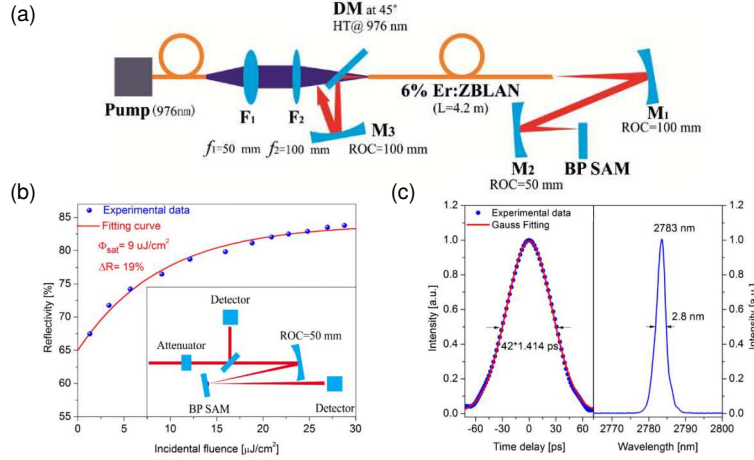 (a)
DM at 45°
HT@ 976 nm
Pump (976nm)
F1
F2
6% Er:ZBLAN
(L=4.2 m)
M1
ROC=100 mm
M3
ROC=100 mm
f1=50 mm f2=100 mm
M2
ROC=50 mm
BP SAM
(b)
Experimental data
Fitting curve
Φsat= 9 uJ/cm2
ΔR= 19%
Reflectivity [%]
85
80
75
70
65
60
55
Detector
ROC=50 mm
Attenuator
BP SAM
Detector
0 5 10 15 20 25 30
Incidental fluence [μJ/cm2]
(c)
Experimental data
Gauss Fitting
Intensity [a.u.]
1.2
1.0
0.8
0.6
0.4
0.2
0.0
42*1.414 ps
-60 -30 0 30 60
Time delay [ps]
2783 nm
2.8 nm
1.2
1.0
0.8
0.6
0.4
0.2
0.0
Intensity [a.u.]
2770 2780 2790 2800
Wavelength [nm]